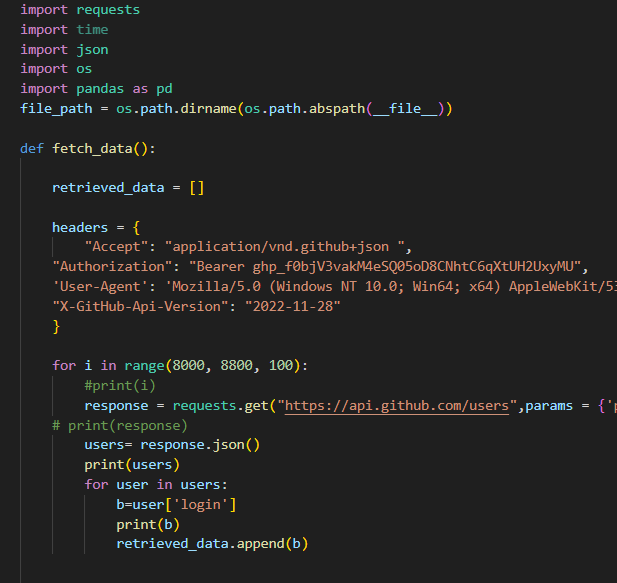 import requests
import time
import json
import os
import pandas as pd
file_path = os.path.dirname(os.path.abspath(__file__))
def fetch_data():
retrieved_data = []
headers = {
"Accept": "application/vnd.github+json ",
"Authorization": "Bearer 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",
'User-Agent': 'Mozilla/5.0 (Windows NT 10.0; Win64; x64) AppleWebKit/53
"X-GitHub-Api-Version": "2022-11-28"
}
for i in range(8000, 8800, 100):
#print(i)
response = requests.get("https://api.github.com/users",params = {'p
# print(response)
users= response.json()
print(users)
for user in users:
b=user['login']
print(b)
retrieved_data.append(b)